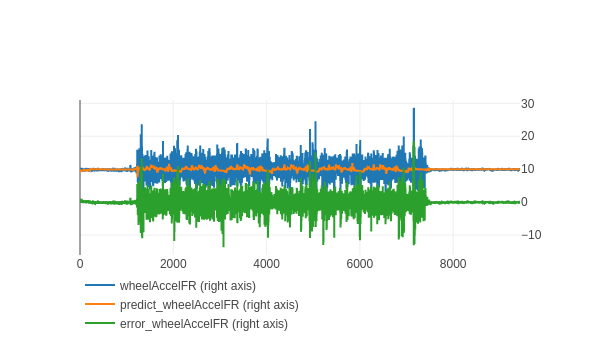 30
20
10
0
−10
0 2000 4000 6000 8000
wheelAccelFR (right axis)
predict_wheelAccelFR (right axis)
error_wheelAccelFR (right axis)